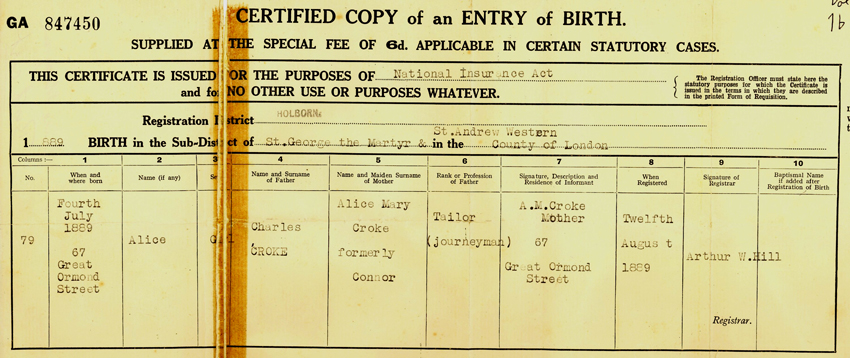 GA 847450
CERTIFIED COPY of an ENTRY of BIRTH.
1b
SUPPLIED AT THE SPECIAL FEE OF 6d. APPLICABLE IN CERTAIN STATUTORY CASES.
THIS CERTIFICATE IS ISSUED FOR THE PURPOSES OF National Insurance Act
and for NO OTHER USE OR PURPOSES WHATEVER.
The Registration Officer must state here the
statutory purposes for which the Certificate is
issued in the terms in which they are described
in the printed Form of Requisition.
Registration District HOLBORN.
1 889 BIRTH in the Sub-District of St.George the Martyr & St.Andrew Western in the County of London
Columns :— 1 2 3 4 5 6 7 8 9 10
No.
When and
where born
Name (if any)
Name and Surname
of Father
Name and Maiden Surname
of Mother
Rank or Profession
of Father
Signature, Description and
Residence of Informant
When
Registered
Signature of
Registrar
Baptismal Name
if added after
Registration of Birth
79
Fourth
July
1889
67
Great
Ormond
Street
Alice
Charles
CROKE
Alice Mary
Croke
formerly
Connor
Tailor
(journeyman)
A.M.Croke
Mother
67
Great Ormond
Street
Twelfth
August
1889
Arthur W.Hill
Registrar.